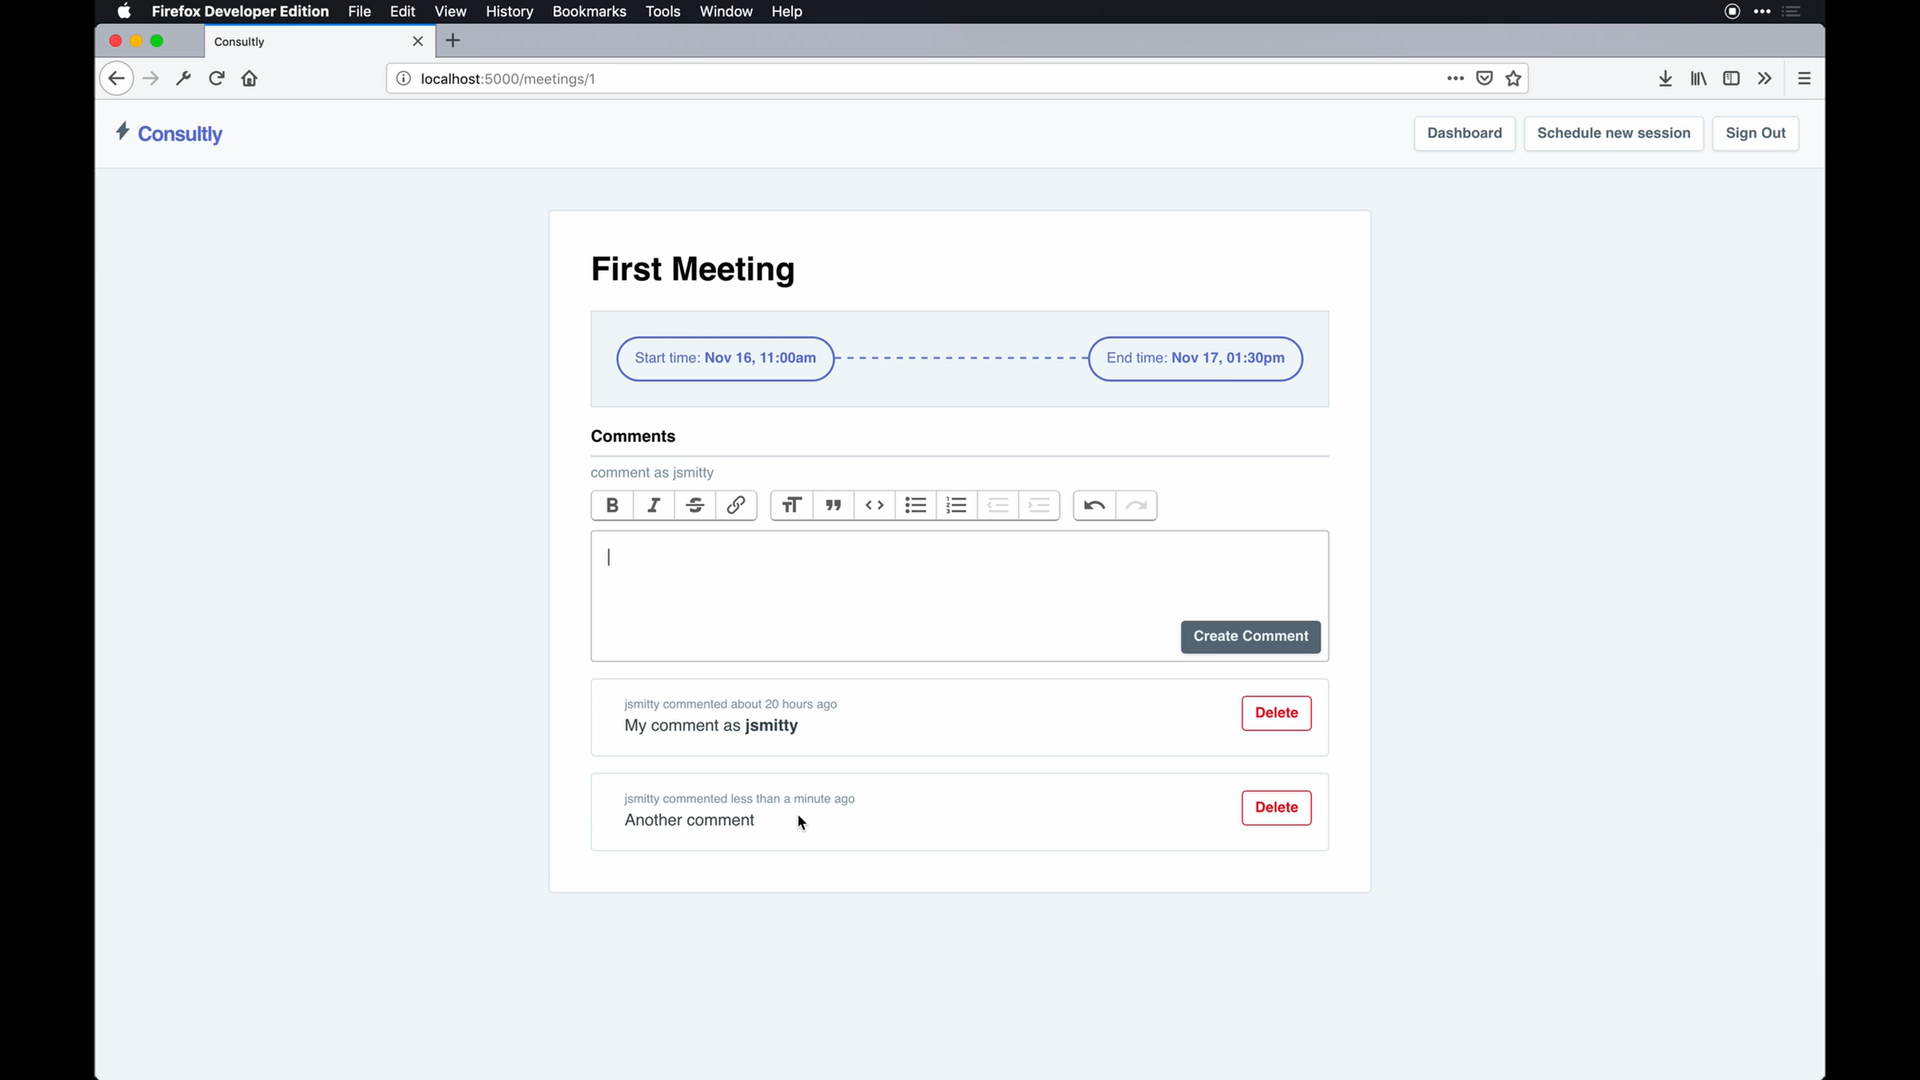 Firefox Developer Edition File Edit View History Bookmarks Tools Window Help
Consultly
localhost:5000/meetings/1
Consultly
Dashboard Schedule new session Sign Out
First Meeting
Start time: Nov 16, 11:00am End time: Nov 17, 01:30pm
Comments
comment as jsmitty
Create Comment
jsmitty commented about 20 hours ago
My comment as jsmitty
Delete
jsmitty commented less than a minute ago
Another comment
Delete